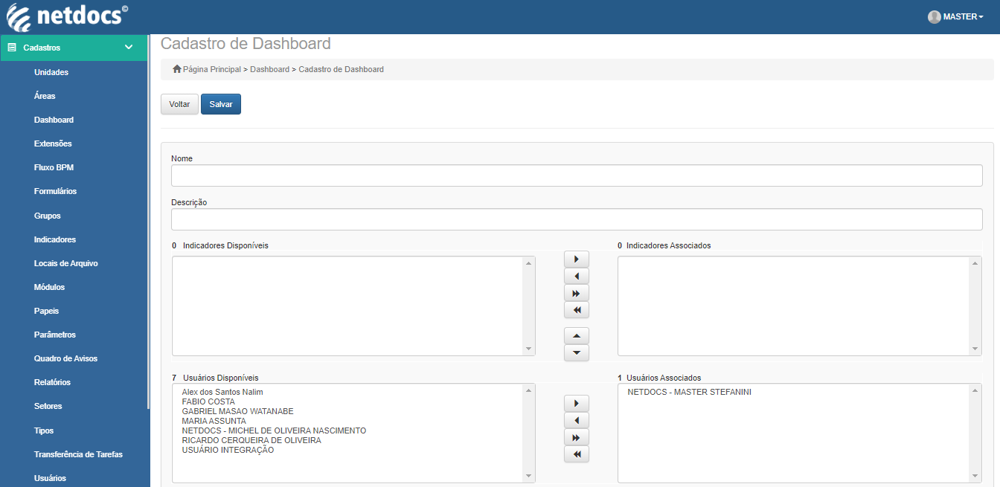 netdocs©
MASTER
Cadastros
Unidades
Áreas
Dashboard
Extensões
Fluxo BPM
Formulários
Grupos
Indicadores
Locais de Arquivo
Módulos
Papeis
Parâmetros
Quadro de Avisos
Relatórios
Setores
Tipos
Transferência de Tarefas
Usuários
Cadastro de Dashboard
Página Principal > Dashboard > Cadastro de Dashboard
Voltar Salvar
Nome
Descrição
0 Indicadores Disponíveis
0 Indicadores Associados
7 Usuários Disponíveis
Alex dos Santos Nalim
FABIO COSTA
GABRIEL MASAO WATANABE
MARIA ASSUNTA
NETDOCS - MICHEL DE OLIVEIRA NASCIMENTO
RICARDO CERQUEIRA DE OLIVEIRA
USUÁRIO INTEGRAÇÃO
1 Usuários Associados
NETDOCS - MASTER STEFANINI